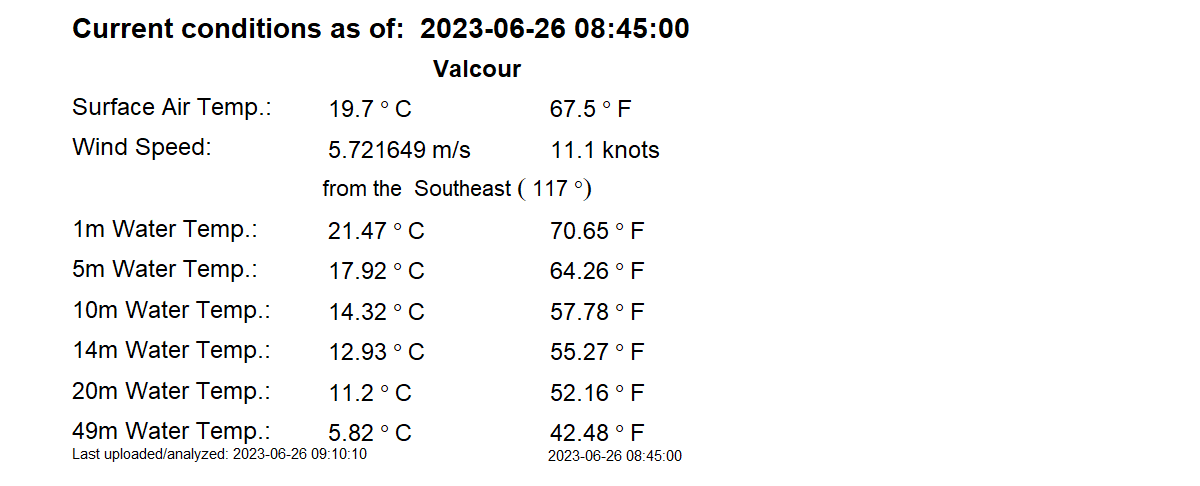 Current conditions as of: 2023-06-26 08:45:00
Valcour
Surface Air Temp.: 19.7 ° C 67.5 ° F
Wind Speed: 5.721649 m/s 11.1 knots
from the Southeast ( 117 °)
1m Water Temp.: 21.47 ° C 70.65 ° F
5m Water Temp.: 17.92 ° C 64.26 ° F
10m Water Temp.: 14.32 ° C 57.78 ° F
14m Water Temp.: 12.93 ° C 55.27 ° F
20m Water Temp.: 11.2 ° C 52.16 ° F
49m Water Temp.: 5.82 ° C 42.48 ° F
Last uploaded/analyzed: 2023-06-26 09:10:10 2023-06-26 08:45:00